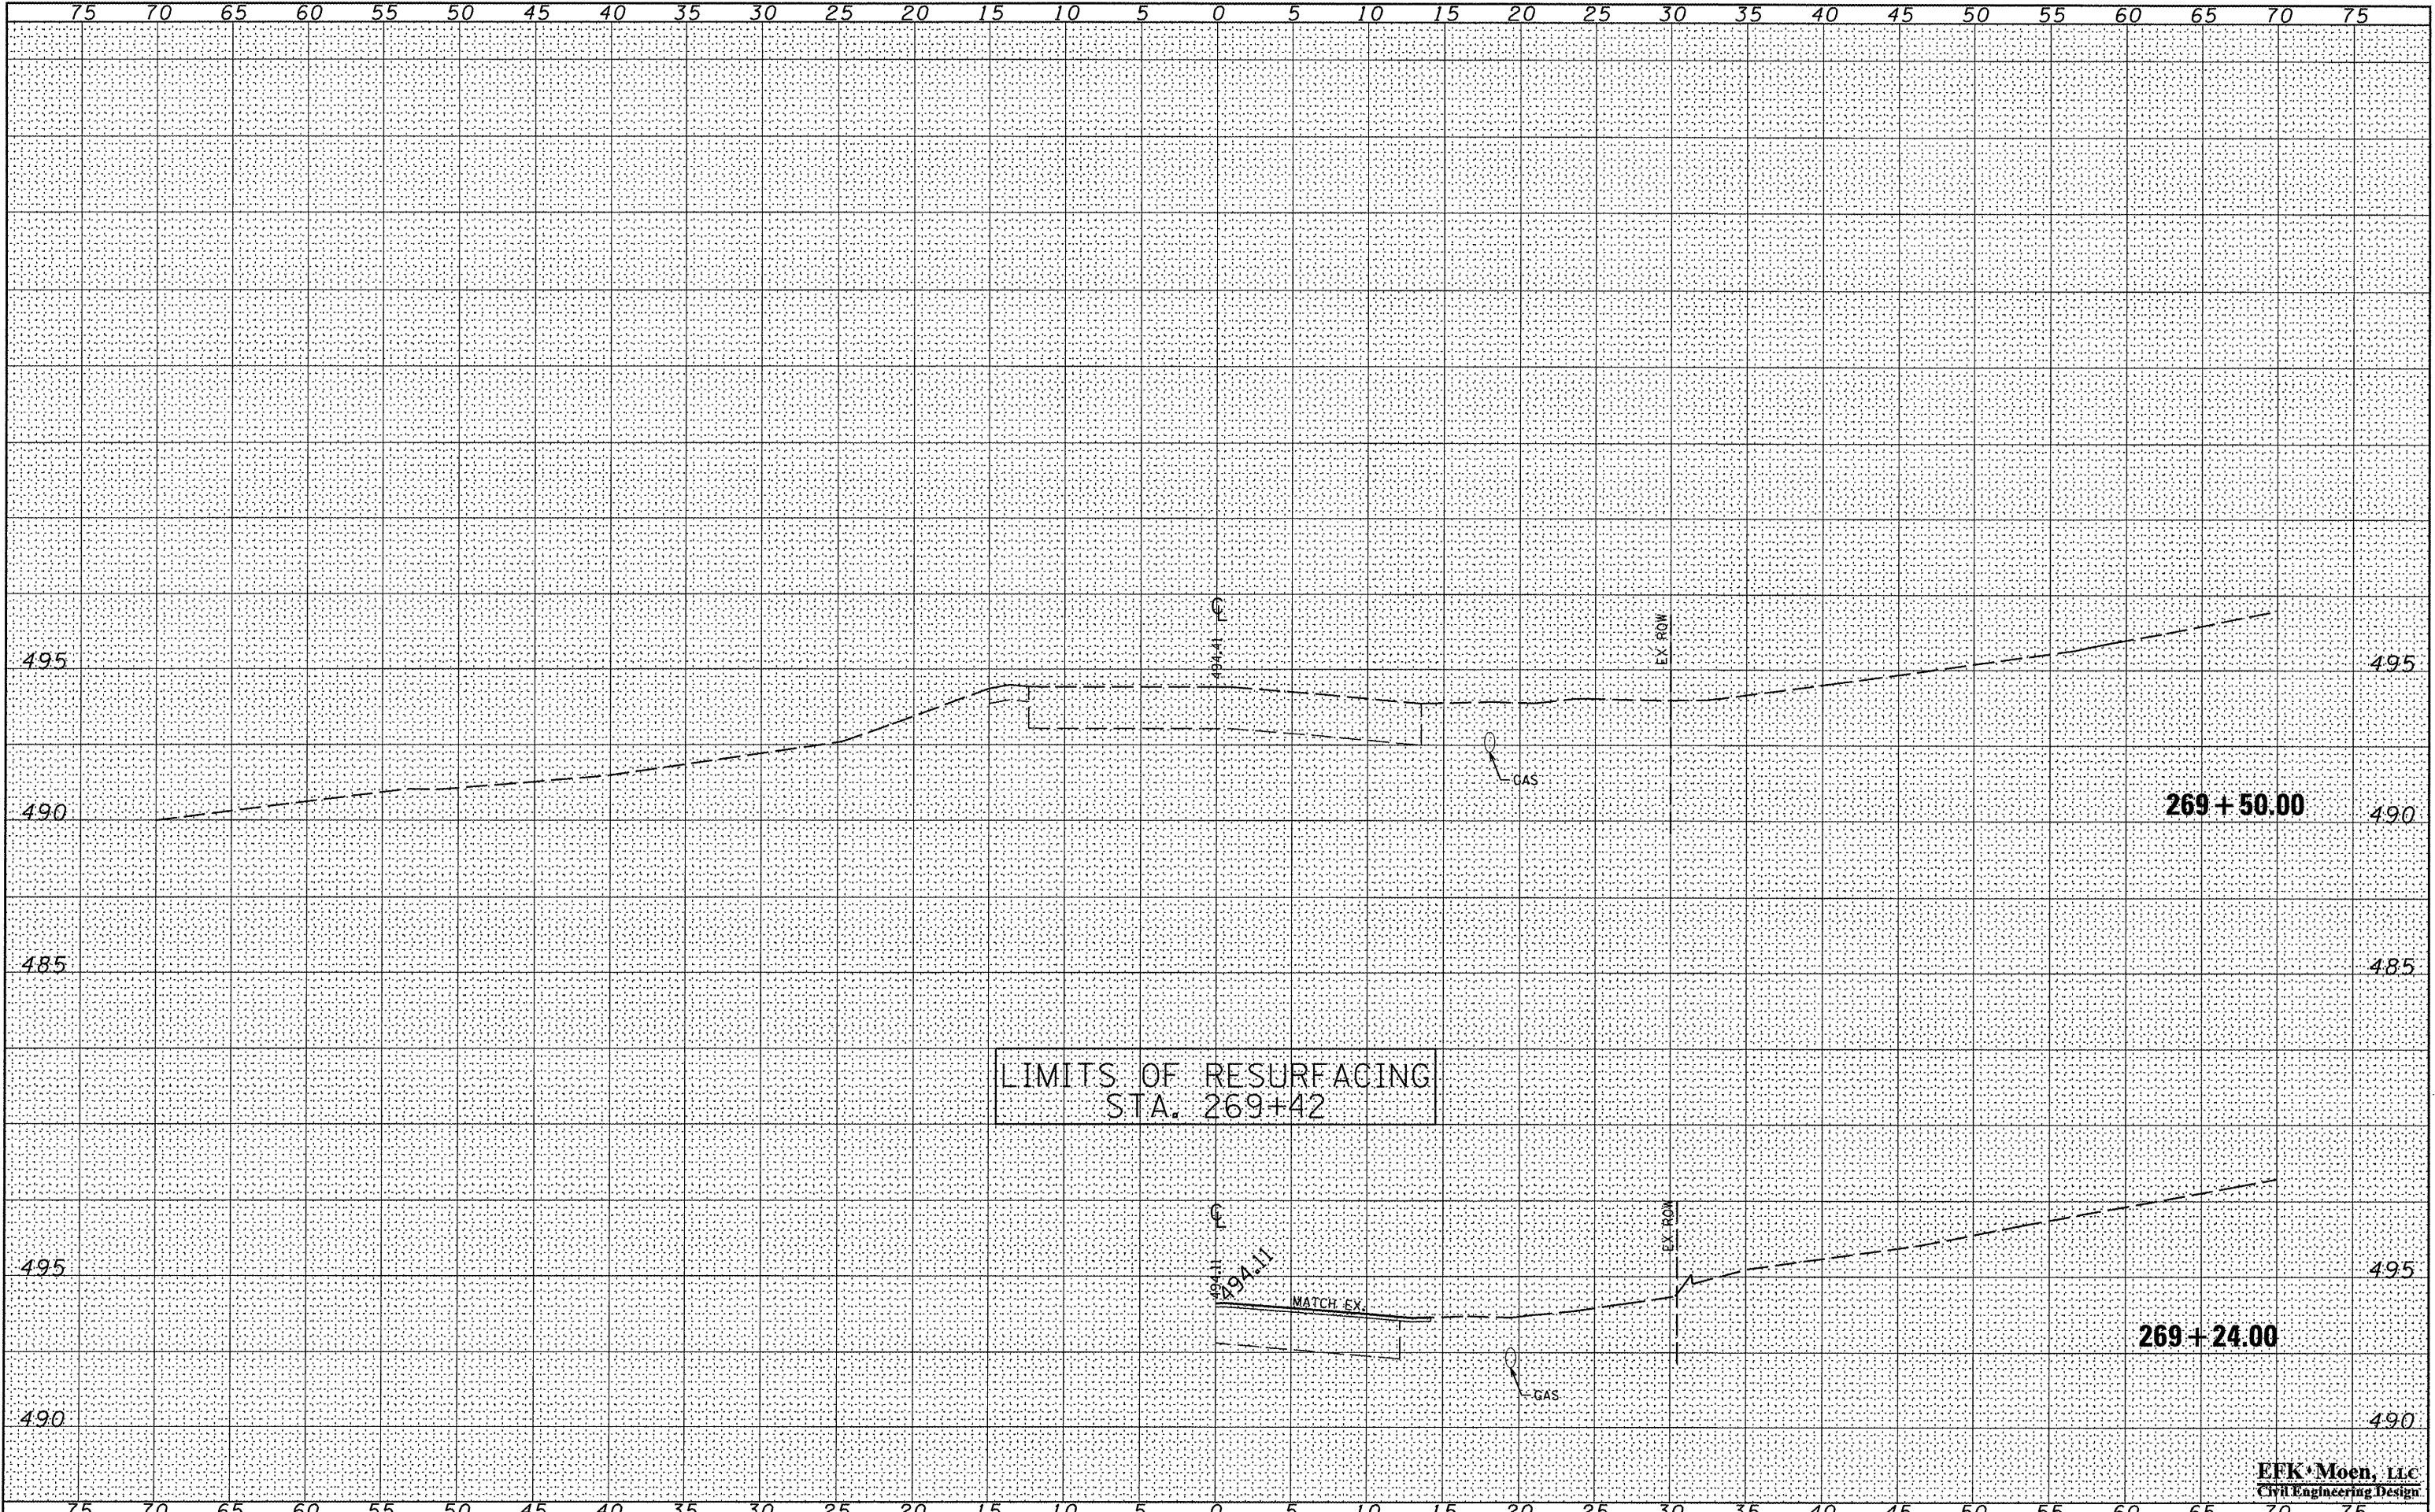 75 70 65 60 55 50 45 40 35 30 25 20 15 10 5 0 5 10 15 20 25 30 35 40 45 50 55 60 65 70 75
℄
494.41
EX ROW
495 495
GAS
269+50.00
490 490
485 485
LIMITS OF RESURFACING
STA. 269+42
℄
EX ROW
494.11
494.11
495 495
MATCH EX.
269+24.00
GAS
490 490
EFK•Moen, LLC
Civil Engineering Design
75 70 65 60 55 50 45 40 35 30 25 20 15 10 5 0 5 10 15 20 25 30 35 40 45 50 55 60 65 70 75